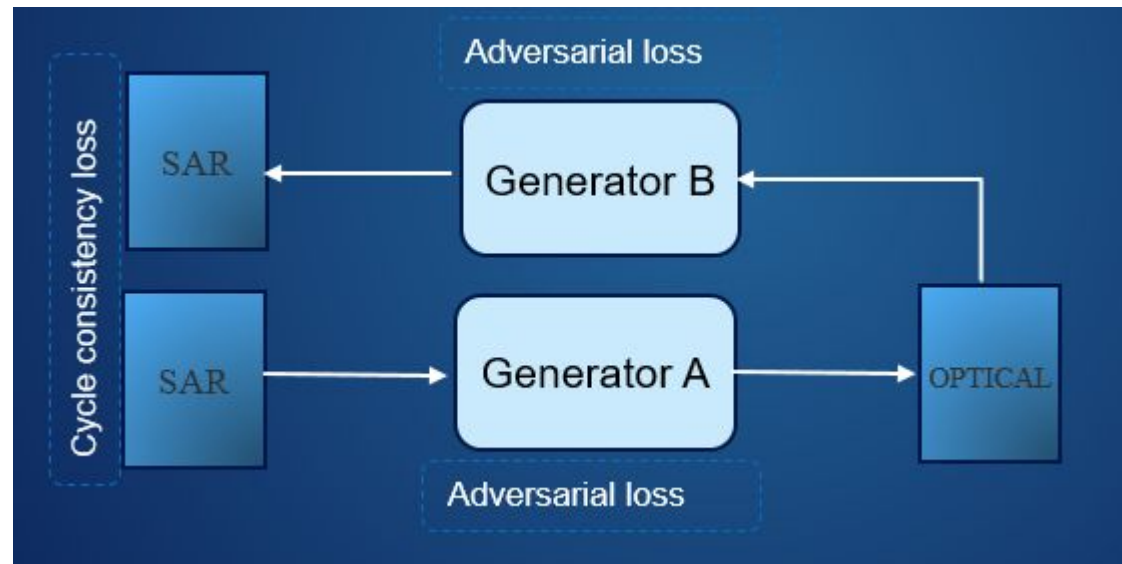 Adversarial loss
Cycle consistency loss
SAR
Generator B
SAR
Generator A
OPTICAL
Adversarial loss